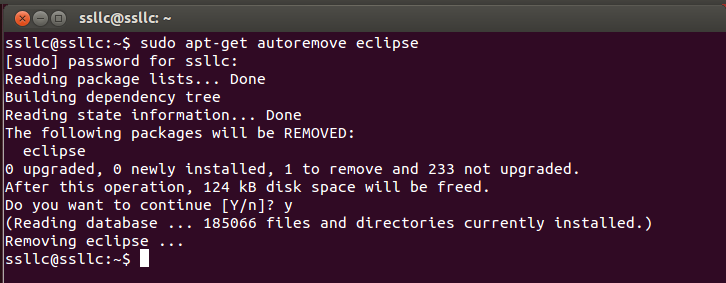 ssllc@ssllc: ~
ssllc@ssllc:~$ sudo apt-get autoremove eclipse
[sudo] password for ssllc:
Reading package lists... Done
Building dependency tree
Reading state information... Done
The following packages will be REMOVED:
  eclipse
0 upgraded, 0 newly installed, 1 to remove and 233 not upgraded.
After this operation, 124 kB disk space will be freed.
Do you want to continue [Y/n]? y
(Reading database ... 185066 files and directories currently installed.)
Removing eclipse ...
ssllc@ssllc:~$